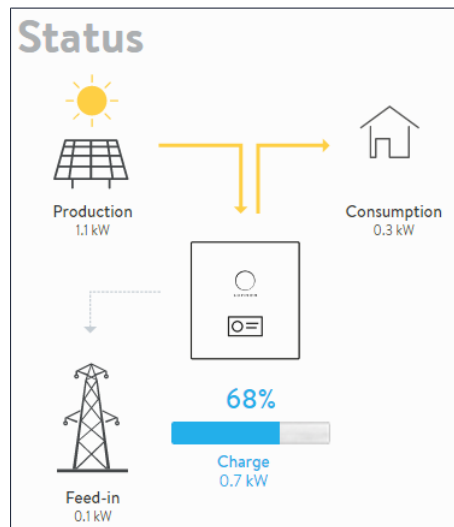 Status
Production
1.1 kW
Consumption
0.3 kW
68%
Charge
0.7 kW
Feed-in
0.1 kW